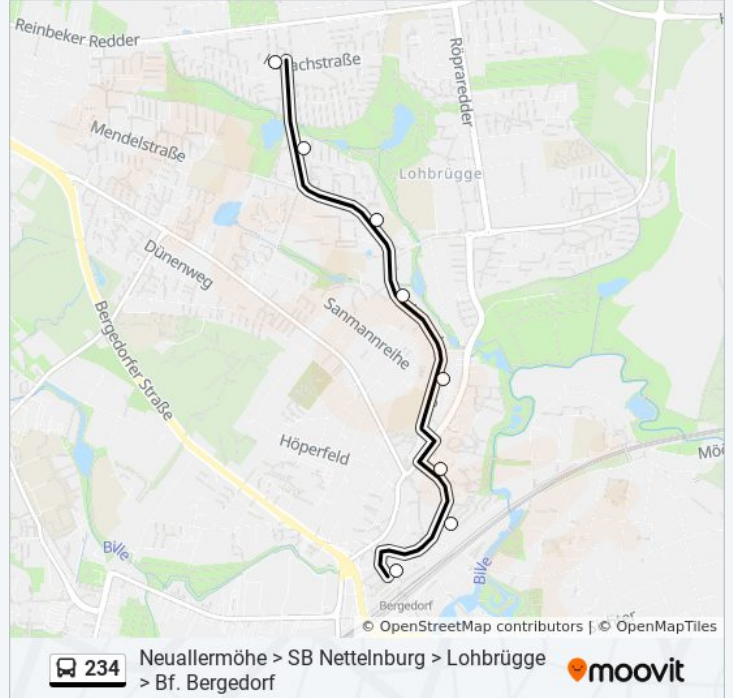 Reinbeker Redder
Röpraredder
Mendelstraße
Lohbrügge
Dünenweg
Sanmannreihe
Bergedorfer Straße
Höperfeld
Bille
Bille
Bergedorf
© OpenStreetMap contributors | © OpenMapTiles
234
Neuallermöhe > SB Nettelnburg > Lohbrügge
> Bf. Bergedorf
moovit